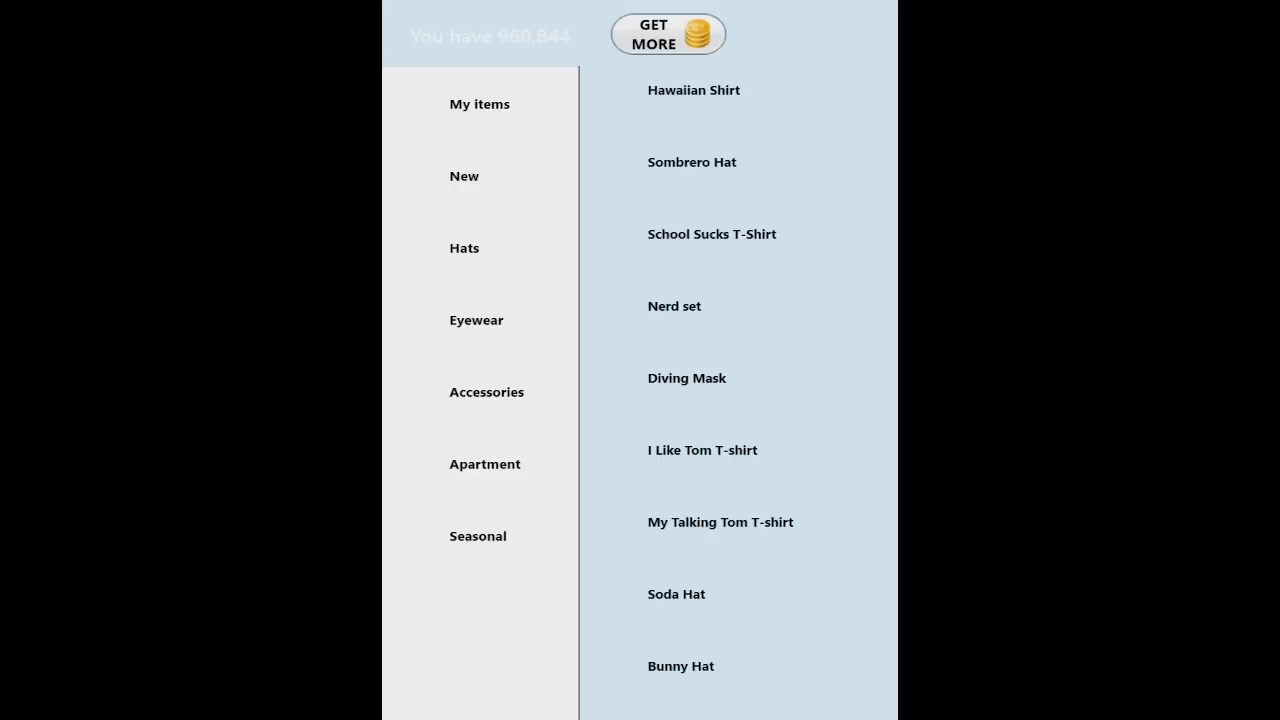 You have 960,844
GET
MORE
My items
New
Hats
Eyewear
Accessories
Apartment
Seasonal
Hawaiian Shirt
Sombrero Hat
School Sucks T-Shirt
Nerd set
Diving Mask
I Like Tom T-shirt
My Talking Tom T-shirt
Soda Hat
Bunny Hat